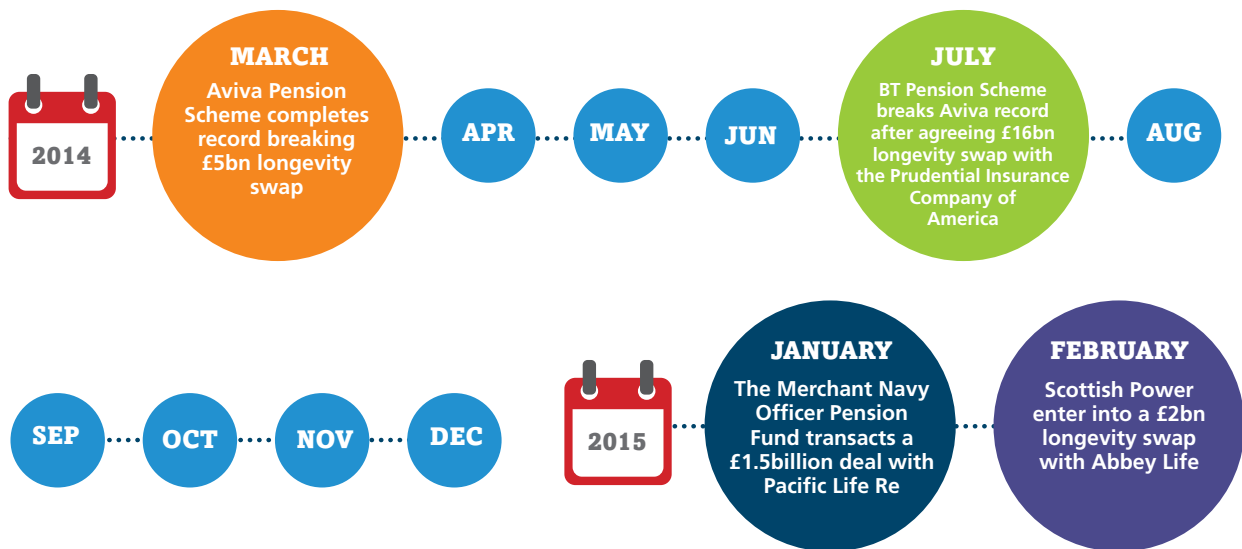 2014
MARCH
Aviva Pension
Scheme completes
record breaking
£5bn longevity
swap
APR
MAY
JUN
JULY
BT Pension Scheme
breaks Aviva record
after agreeing £16bn
longevity swap with
the Prudential Insurance
Company of
America
AUG
SEP
OCT
NOV
DEC
2015
JANUARY
The Merchant Navy
Officer Pension
Fund transacts a
£1.5billion deal with
Pacific Life Re
FEBRUARY
Scottish Power
enter into a £2bn
longevity swap
with Abbey Life